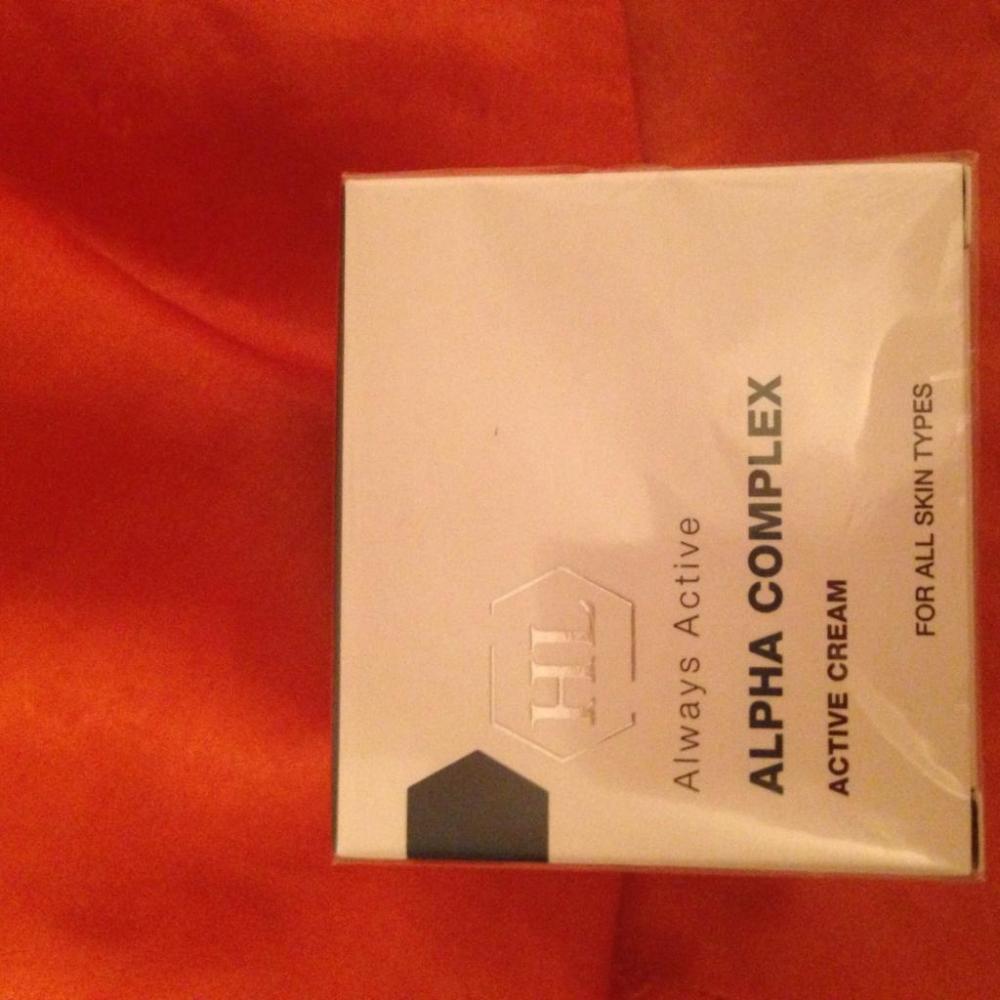 HL
Always Active
ALPHA COMPLEX
ACTIVE CREAM
FOR ALL SKIN TYPES